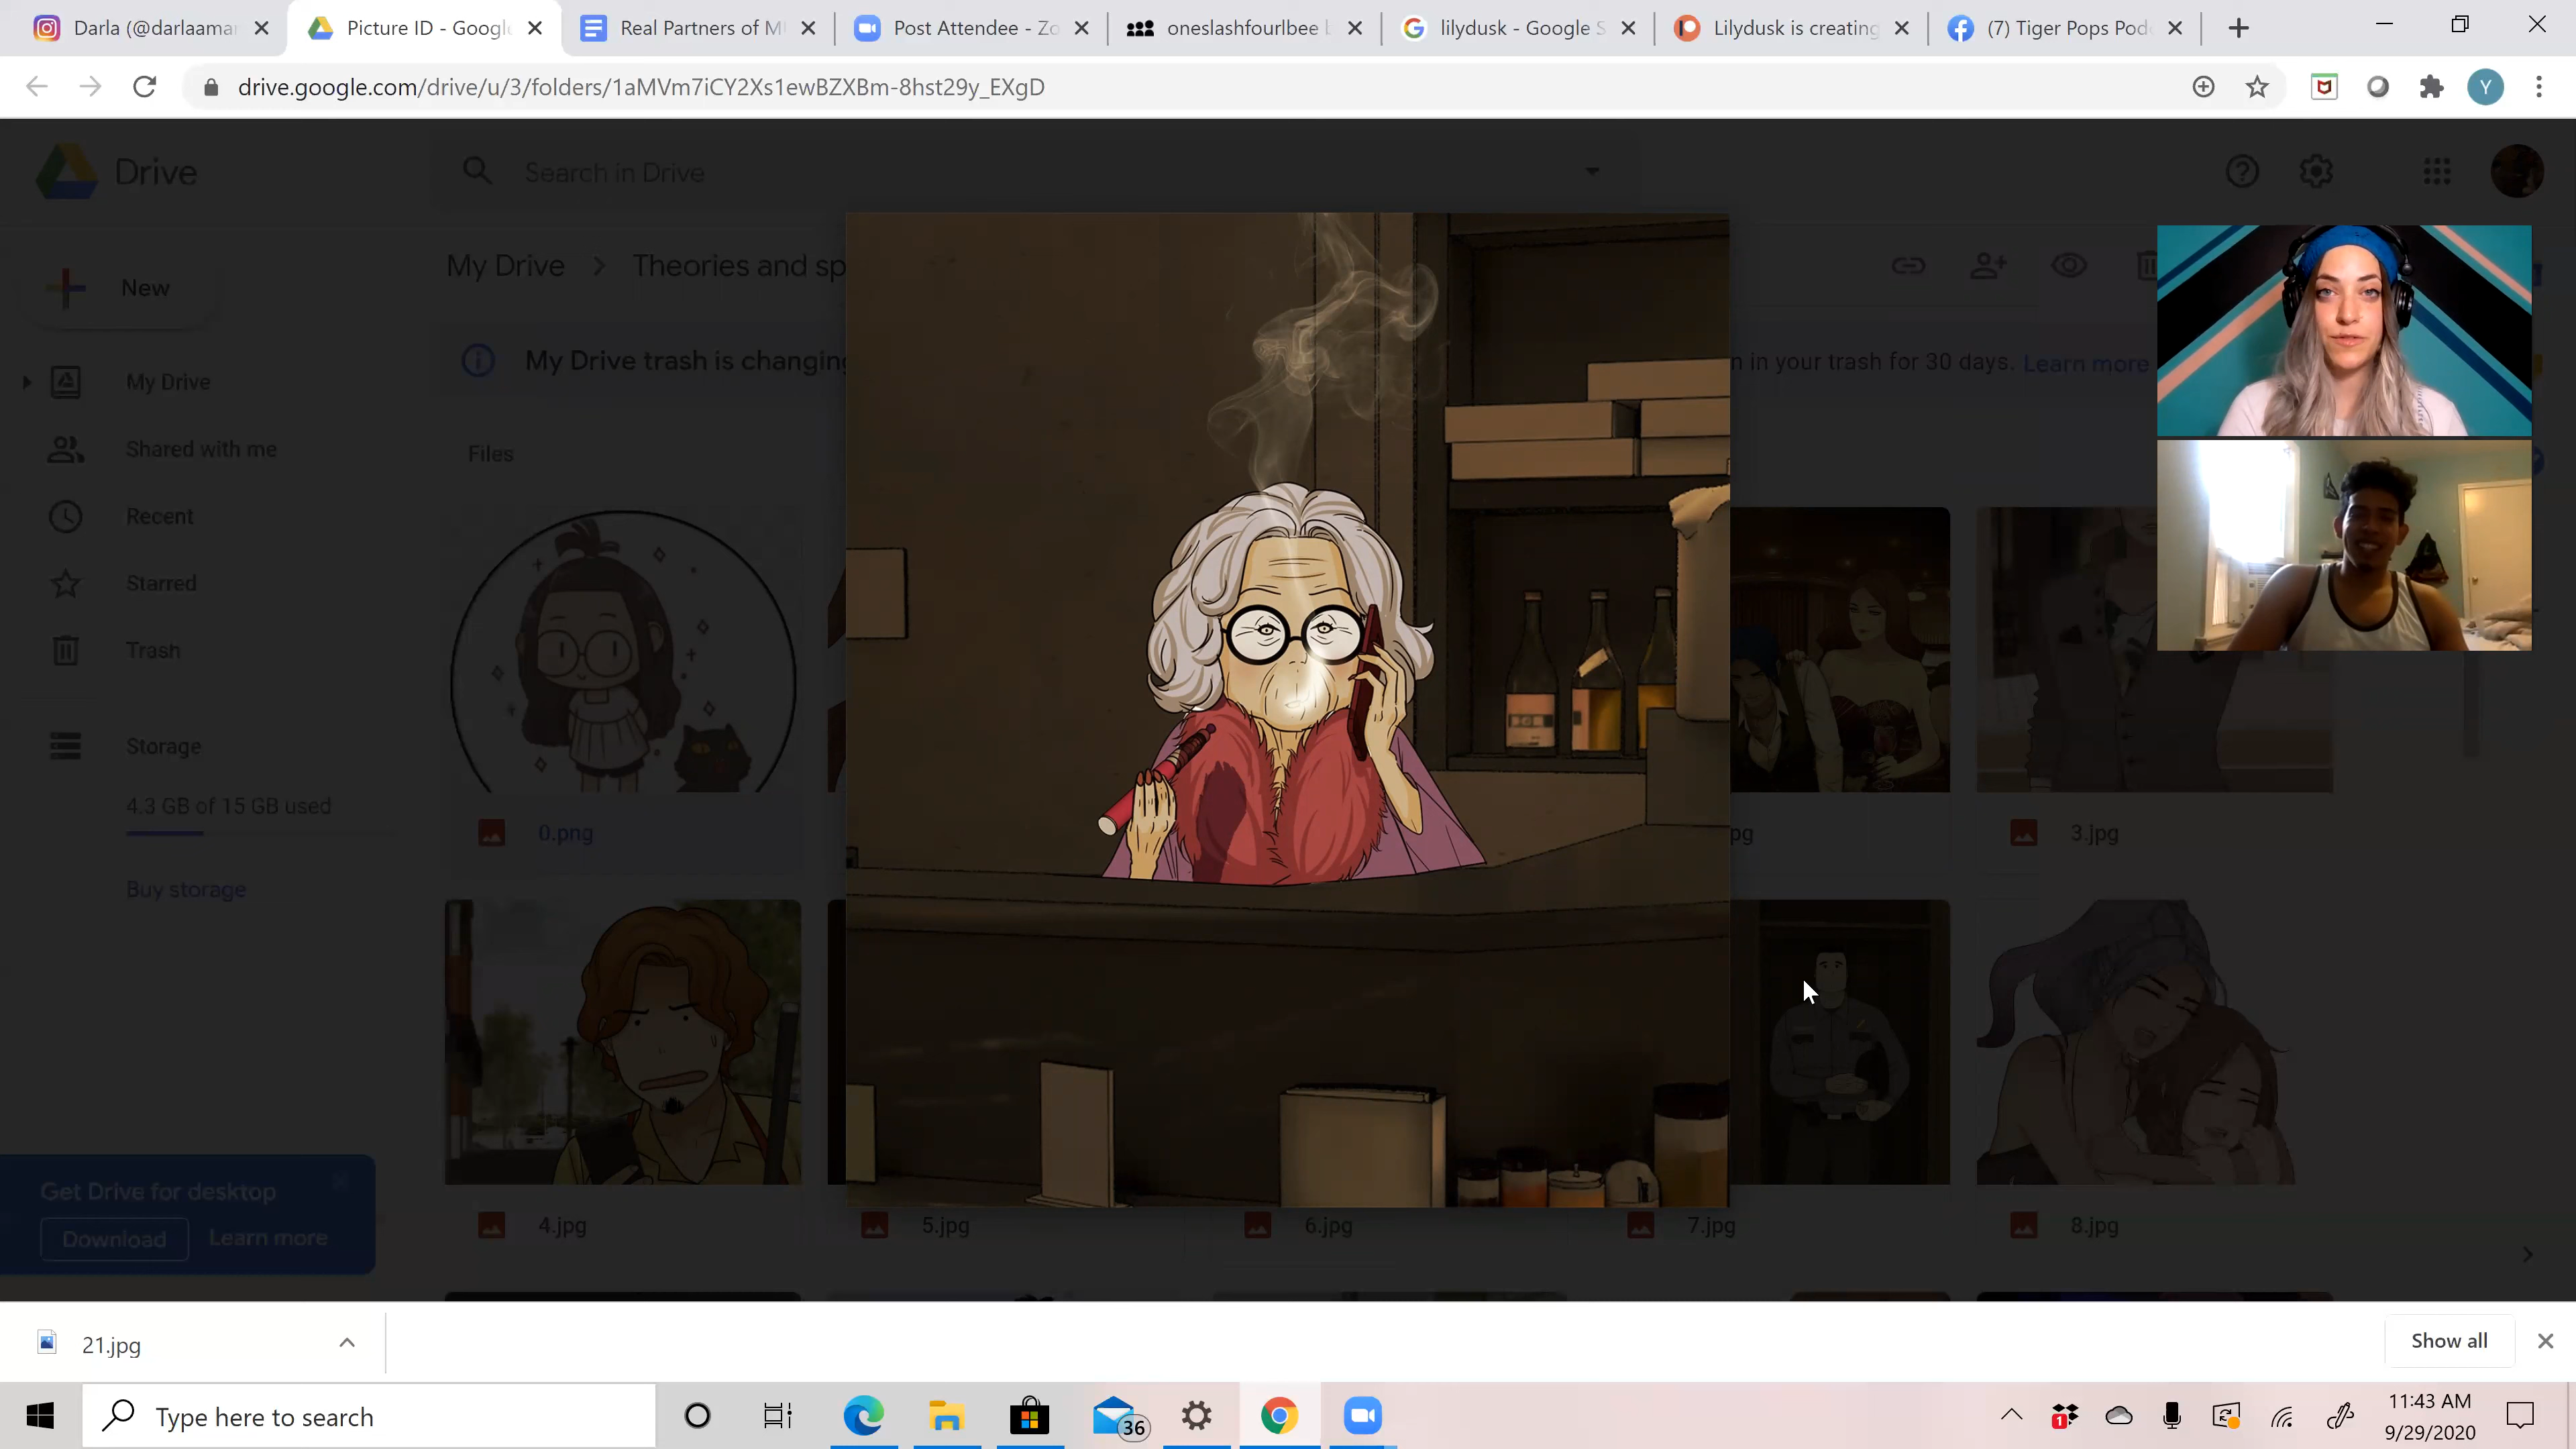 Darla (@darlaamar
Picture ID - Google
Real Partners of M
Post Attendee - Zo
oneslashfourlbee b
lilydusk - Google S
Lilydusk is creating
(7) Tiger Pops Pod
drive.google.com/drive/u/3/folders/1aMVm7iCY2Xs1ewBZXBm-8hst29y_EXgD
Y
Drive
Search in Drive
My Drive > Theories and sp
New
My Drive trash is changing
n in your trash for 30 days. Learn more
My Drive
Shared with me
Files
Recent
Starred
Trash
Storage
4.3 GB of 15 GB used
0.png
pg
3.jpg
Buy storage
Get Drive for desktop
Download
Learn more
4.jpg
5.jpg
6.jpg
7.jpg
8.jpg
21.jpg
Show all
Type here to search
36
1
11:43 AM
9/29/2020